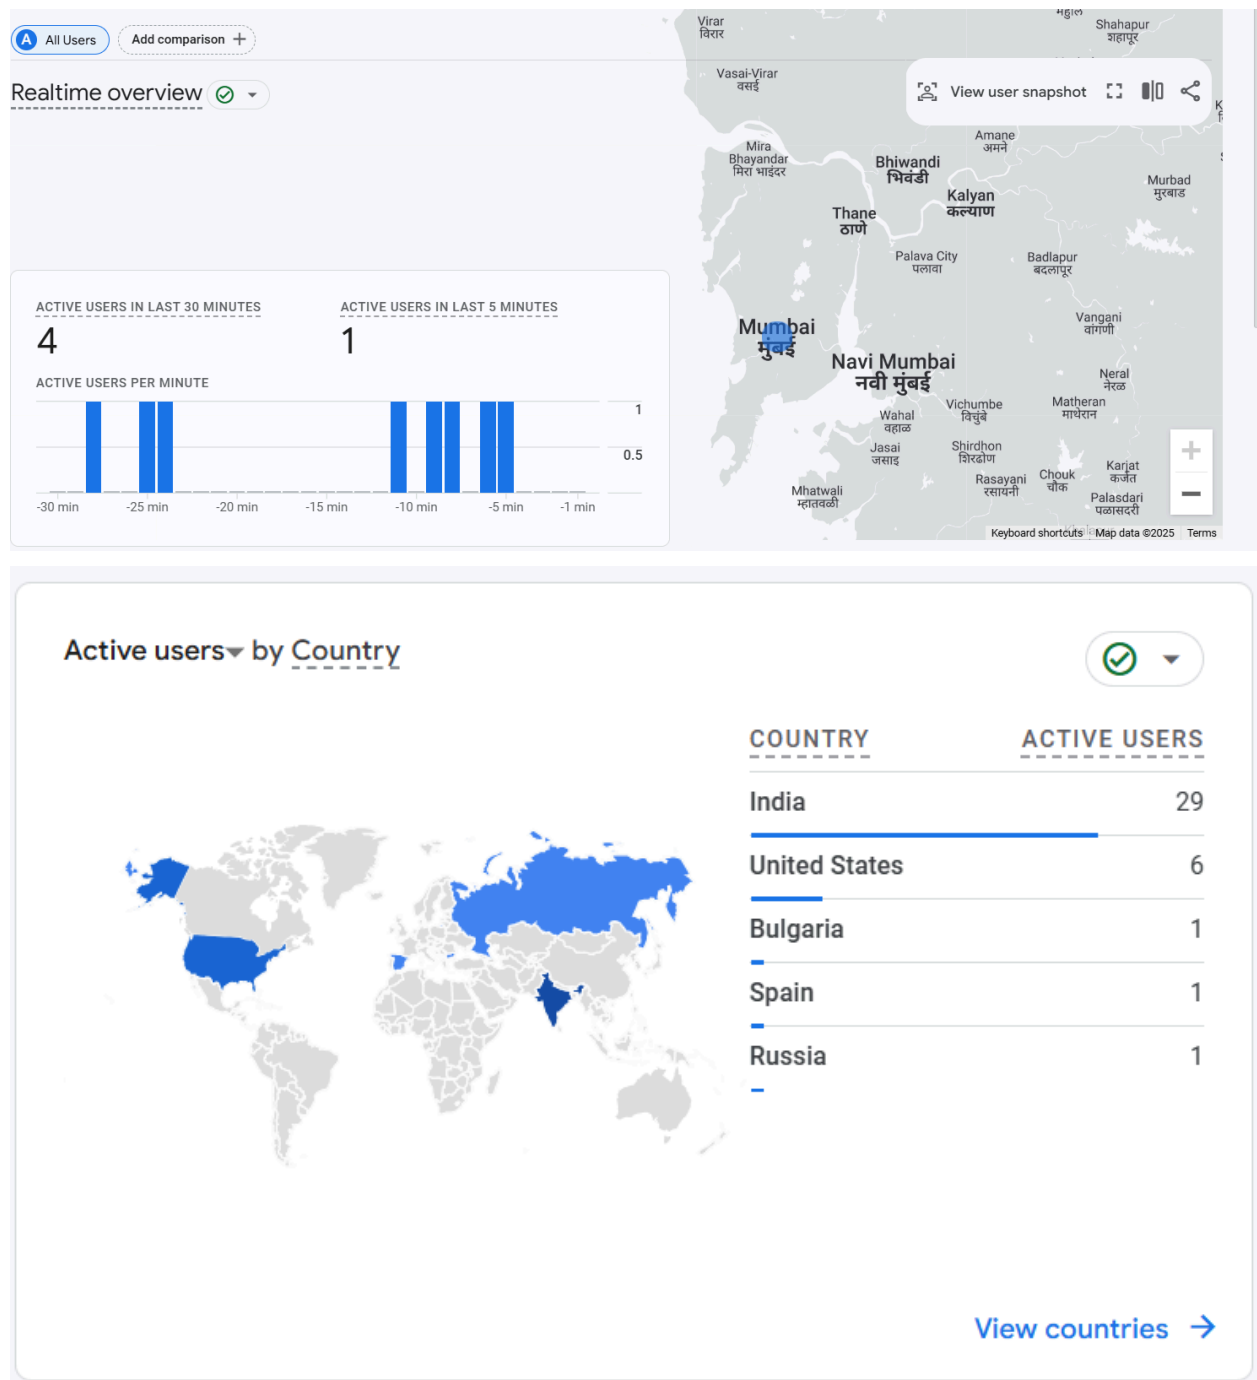 A All Users
Add comparison +
Realtime overview
ACTIVE USERS IN LAST 30 MINUTES
4
ACTIVE USERS IN LAST 5 MINUTES
1
ACTIVE USERS PER MINUTE
1
0.5
-30 min
-25 min
-20 min
-15 min
-10 min
-5 min
-1 min
Virar
विरार
Shahapur
शहापूर
Vasai-Virar
वसई
View user snapshot
Amane
अमने
Mira
Bhayandar
मिरा भाइंदर
Bhiwandi
भिवंडी
Murbad
मुरबाड
Kalyan
कल्याण
Thane
ठाणे
Palava City
पलावा
Badlapur
बदलापूर
Mumbai
मुंबई
Vangani
वांगणी
Navi Mumbai
नवी मुंबई
Neral
नेरळ
Vichumbe
विचुंबे
Matheran
माथेरान
Wahal
वहाळ
Jasai
जसाइ
Shirdhon
शिरढोण
Karjat
कर्जत
Rasayani
रसायनी
Chouk
चौक
Mhatwali
म्हातवळी
Palasdari
पळासदरी
Keyboard shortcuts
Map data ©2025
Terms
Active users by Country
COUNTRY ACTIVE USERS
India 29
United States 6
Bulgaria 1
Spain 1
Russia 1
View countries